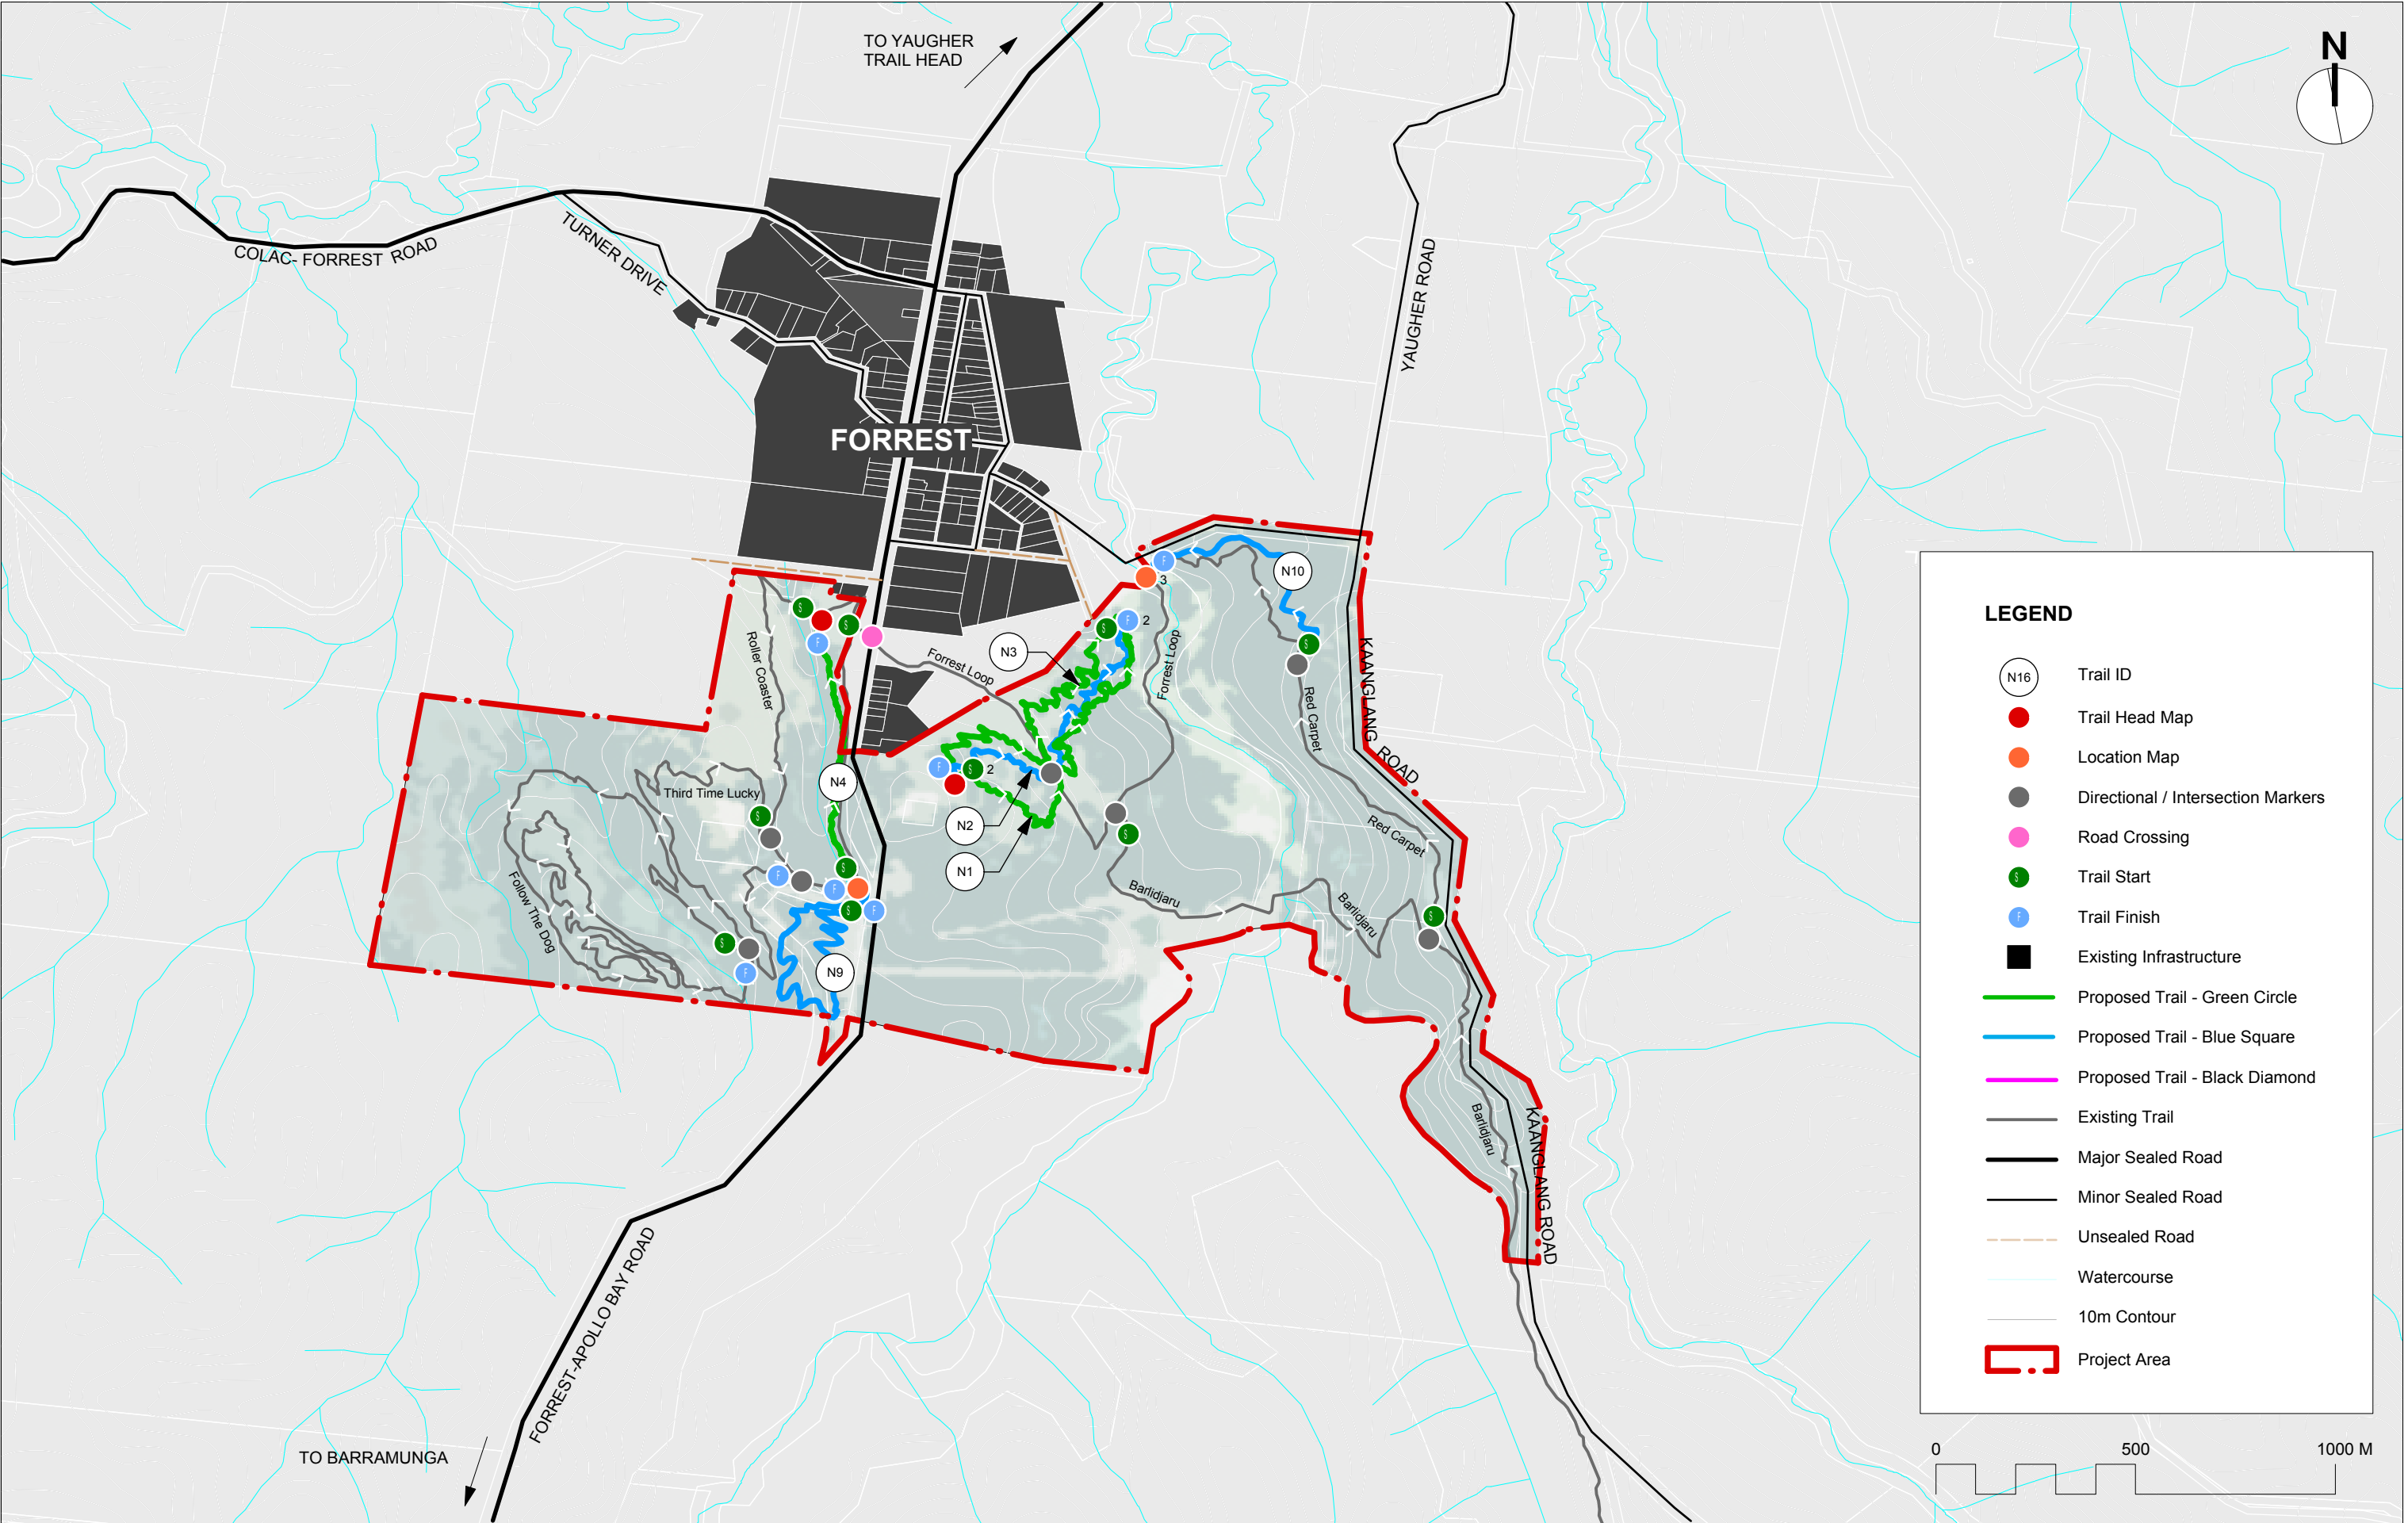 TO YAUGHER
TRAIL HEAD
N
COLAC- FORREST ROAD
TURNER DRIVE
YAUGHER ROAD
FORREST
N10
F
3
S
S
F
2
S
F
N3
Forrest Loop
Forrest Loop
Roller Coaster
S
KAANGLANG ROAD
Red Carpet
N4
F
S
2
Third Time Lucky
S
N2
S
Red Carpet
N1
S
F
F
Barlidjaru
Follow The Dog
S
F
Barlidjaru
S
S
F
N9
Barlidjaru
KAANGLANG ROAD
FORREST-APOLLO BAY ROAD
TO BARRAMUNGA
LEGEND
N16 Trail ID
Trail Head Map
Location Map
Directional / Intersection Markers
Road Crossing
S Trail Start
F Trail Finish
Existing Infrastructure
Proposed Trail - Green Circle
Proposed Trail - Blue Square
Proposed Trail - Black Diamond
Existing Trail
Major Sealed Road
Minor Sealed Road
Unsealed Road
Watercourse
10m Contour
Project Area
0 500 1000 M